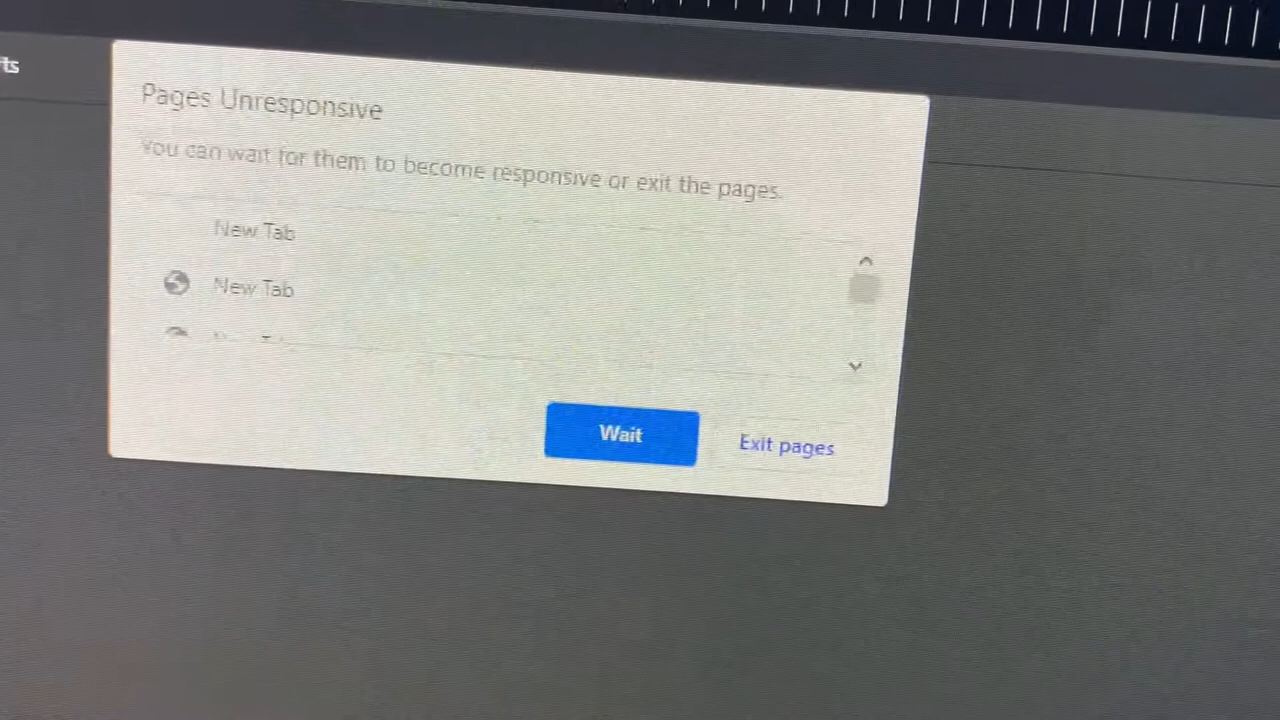 ts
Pages Unresponsive
You can wait for them to become responsive or exit the pages.
New Tab
New Tab
Wait
Exit pages